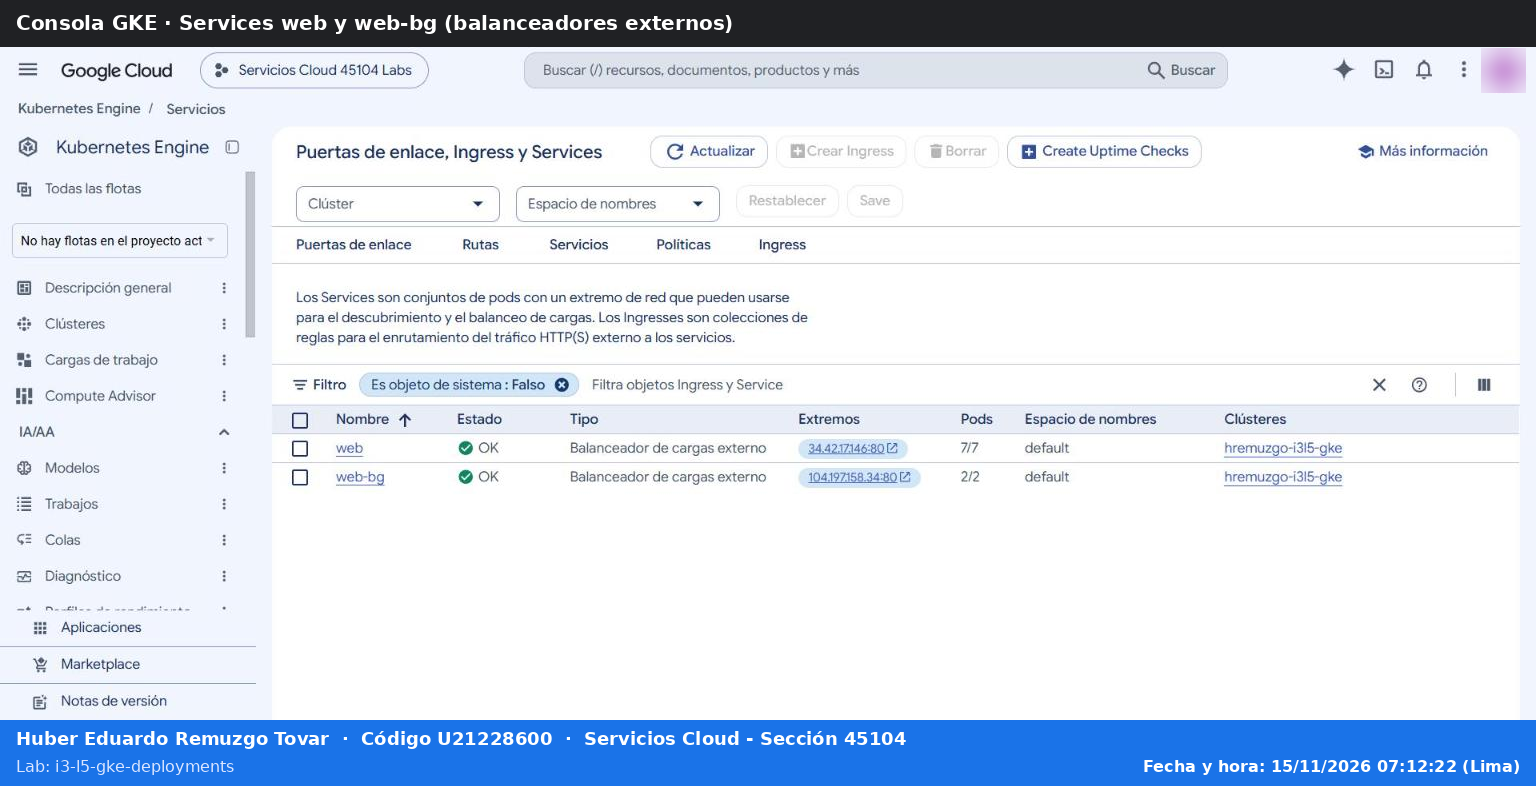 Consola GKE · Services web y web-bg (balanceadores externos)
Google Cloud
Servicios Cloud 45104 Labs
Buscar (/) recursos, documentos, productos y más
Buscar
Kubernetes Engine / Servicios
Kubernetes Engine
Todas las flotas
No hay flotas en el proyecto act
Descripción general
Clústeres
Cargas de trabajo
Compute Advisor
IA/AA
Modelos
Trabajos
Colas
Diagnóstico
Perfiles de rendimiento
Aplicaciones
Marketplace
Notas de versión
Puertas de enlace, Ingress y Services
Actualizar
Crear Ingress
Borrar
Create Uptime Checks
Más información
Clúster
Espacio de nombres
Restablecer
Save
Puertas de enlace Rutas Servicios Políticas Ingress
Los Services son conjuntos de pods con un extremo de red que pueden usarse
para el descubrimiento y el balanceo de cargas. Los Ingresses son colecciones de
reglas para el enrutamiento del tráfico HTTP(S) externo a los servicios.
Filtro Es objeto de sistema : Falso Filtra objetos Ingress y Service
Nombre Estado Tipo Extremos Pods Espacio de nombres Clústeres
web OK Balanceador de cargas externo 34.42.17.146:80 7/7 default hremuzgo-i3l5-gke
web-bg OK Balanceador de cargas externo 104.197.158.34:80 2/2 default hremuzgo-i3l5-gke
Huber Eduardo Remuzgo Tovar · Código U21228600 · Servicios Cloud - Sección 45104
Lab: i3-l5-gke-deployments
Fecha y hora: 15/11/2026 07:12:22 (Lima)